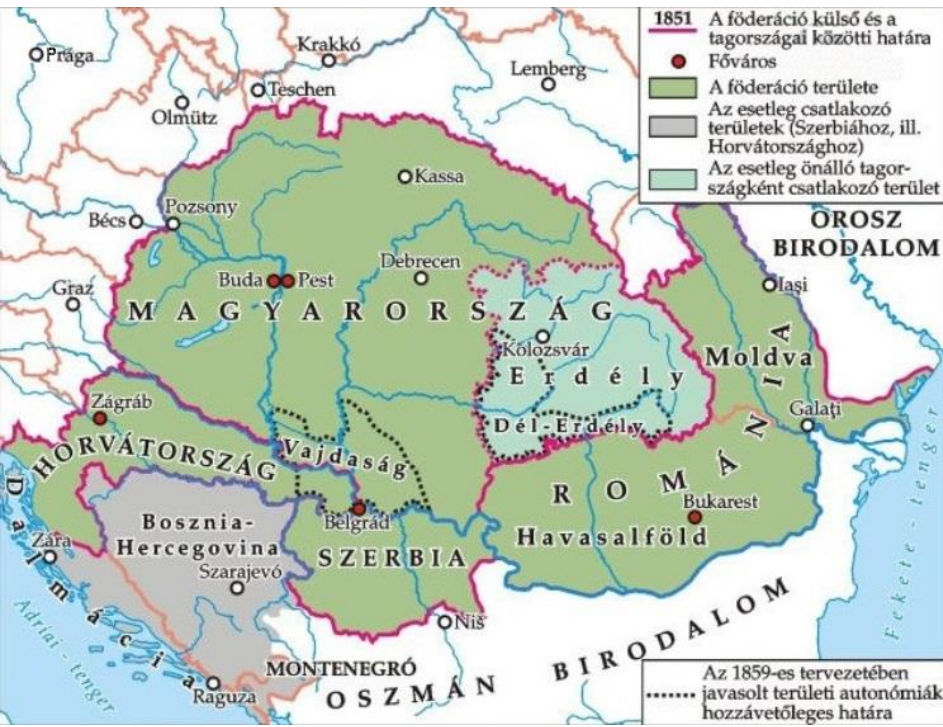 1851 A föderáció külső és a
tagországai közötti határa
Főváros
A föderáció területe
Az esetleg csatlakozó
területek (Szerbiához, ill.
Horvátországhoz)
Az esetleg önálló tagor-
szágként csatlakozó terület
Prága
Krakkó
Teschen
Lemberg
Olmütz
Kassa
Bécs
Pozsony
OROSZ
BIRODALOM
Buda
Pest
Debrecen
Iași
Graz
MAGYARORSZÁG
Kolozsvár
Moldva
Erdély
Zágráb
Galați
Dél-Erdély
HORVÁTORSZÁG
Vajdaság
ROMÁNIA
Bukarest
Belgrád
Bosznia-
Hercegovina
Havasalföld
Zára
SZERBIA
Szarajevó
Dalmácia
Adriai-tenger
Fekete-tenger
Niš
MONTENEGRÓ
OSZMÁN BIRODALOM
Raguza
Az 1859-es tervezetében
javasolt területi autonómiák
hozzávetőleges határa